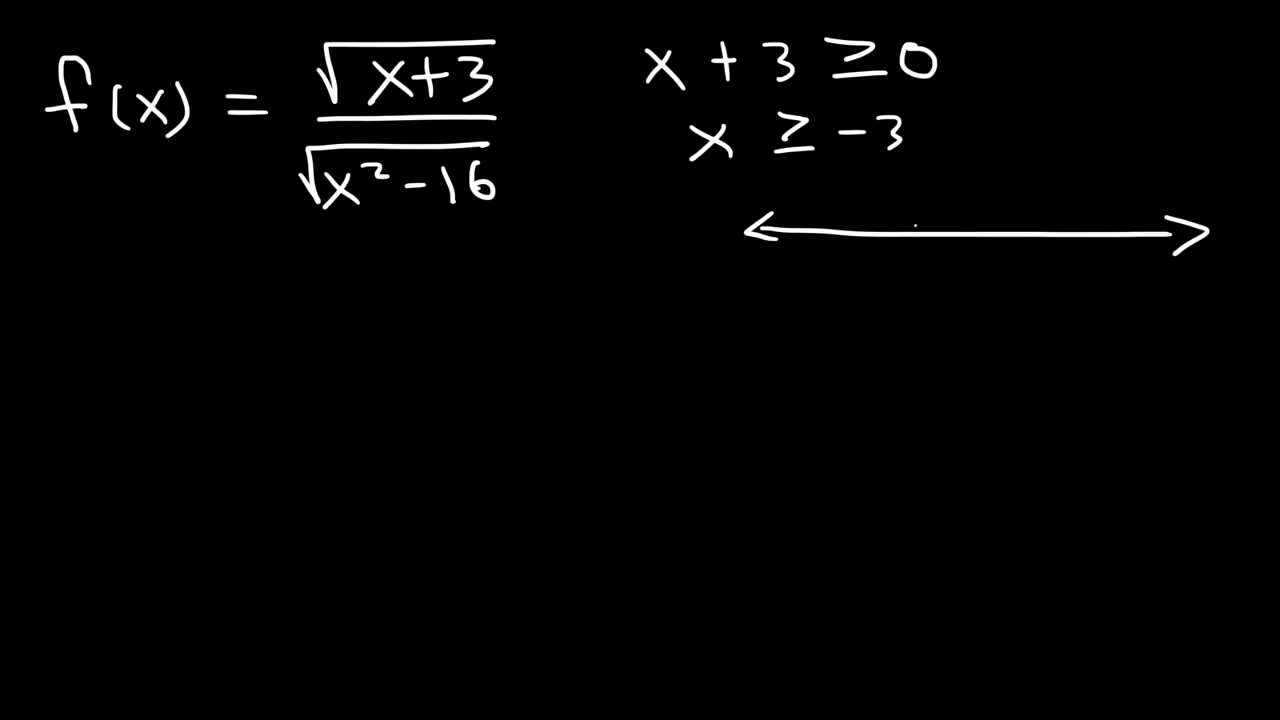 f(x) = √(x+3) / √(x²-16)
x + 3 ≥ 0
x ≥ -3